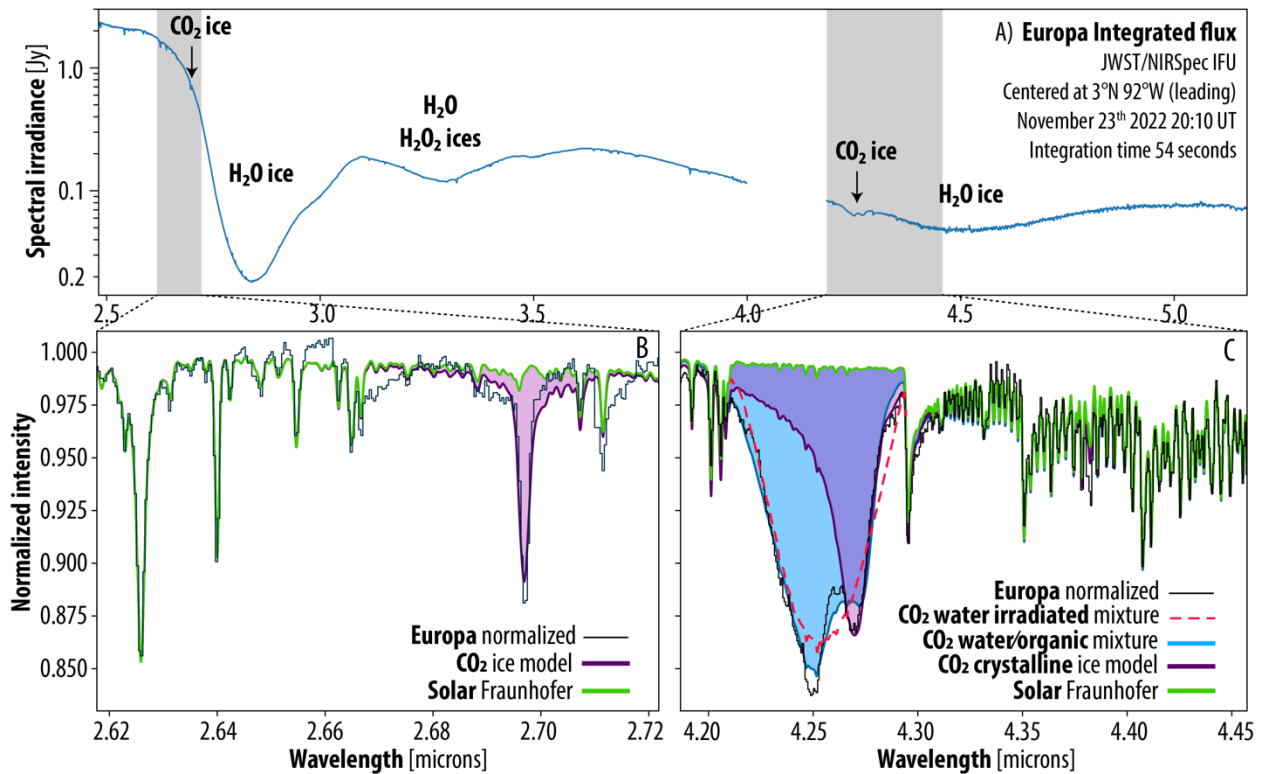 A) Europa Integrated flux
JWST/NIRSpec IFU
Centered at 3°N 92°W (leading)
November 23th 2022 20:10 UT
Integration time 54 seconds
CO₂ ice
H₂O
H₂O₂ ices
H₂O ice
CO₂ ice
H₂O ice
Spectral irradiance [Jy]
1.0
0.1
0.2
2.5 3.0 3.5 4.0 4.5 5.0
B
C
Normalized intensity
1.000
0.975
0.950
0.925
0.900
0.875
0.850
Europa normalized
CO₂ ice model
Solar Fraunhofer
Europa normalized
CO₂ water irradiated mixture
CO₂ water/organic mixture
CO₂ crystalline ice model
Solar Fraunhofer
2.62 2.64 2.66 2.68 2.70 2.72
Wavelength [microns]
4.20 4.25 4.30 4.35 4.40 4.45
Wavelength [microns]